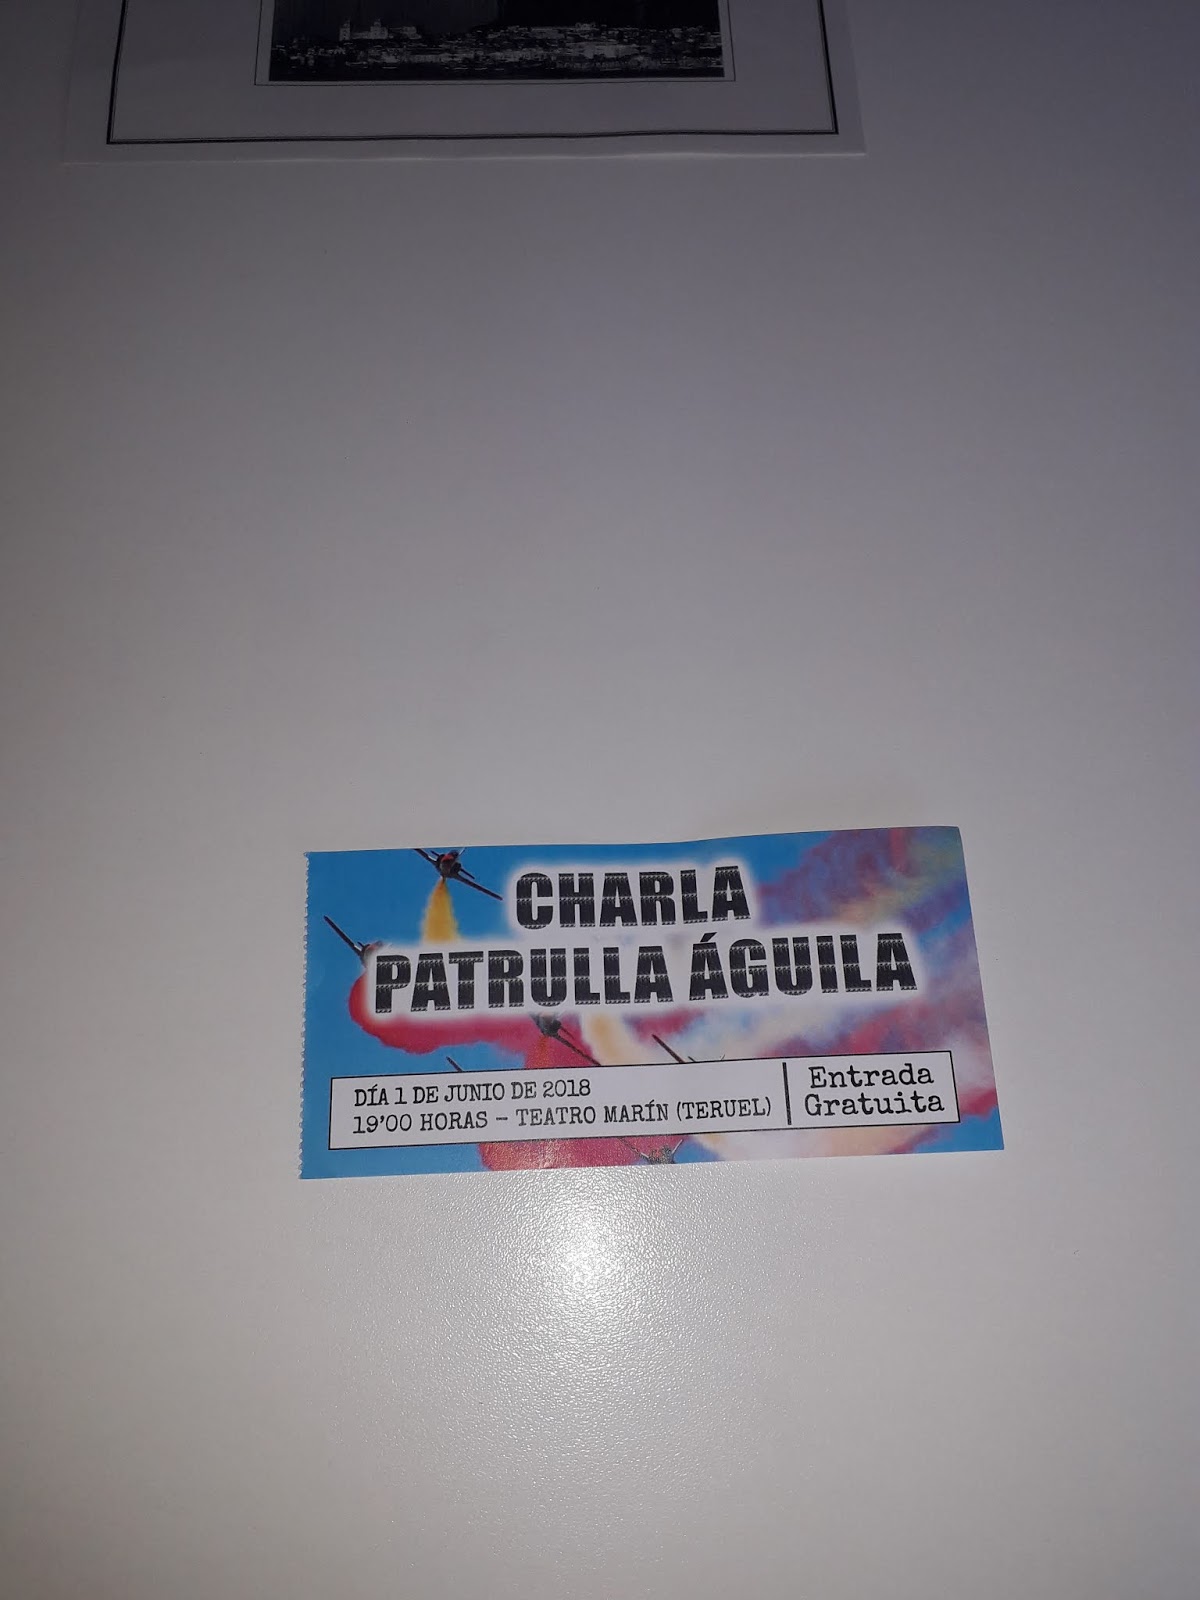 CHARLA
PATRULLA ÁGUILA
DÍA 1 DE JUNIO DE 2018
19'00 HORAS - TEATRO MARÍN (TERUEL)
Entrada
Gratuita